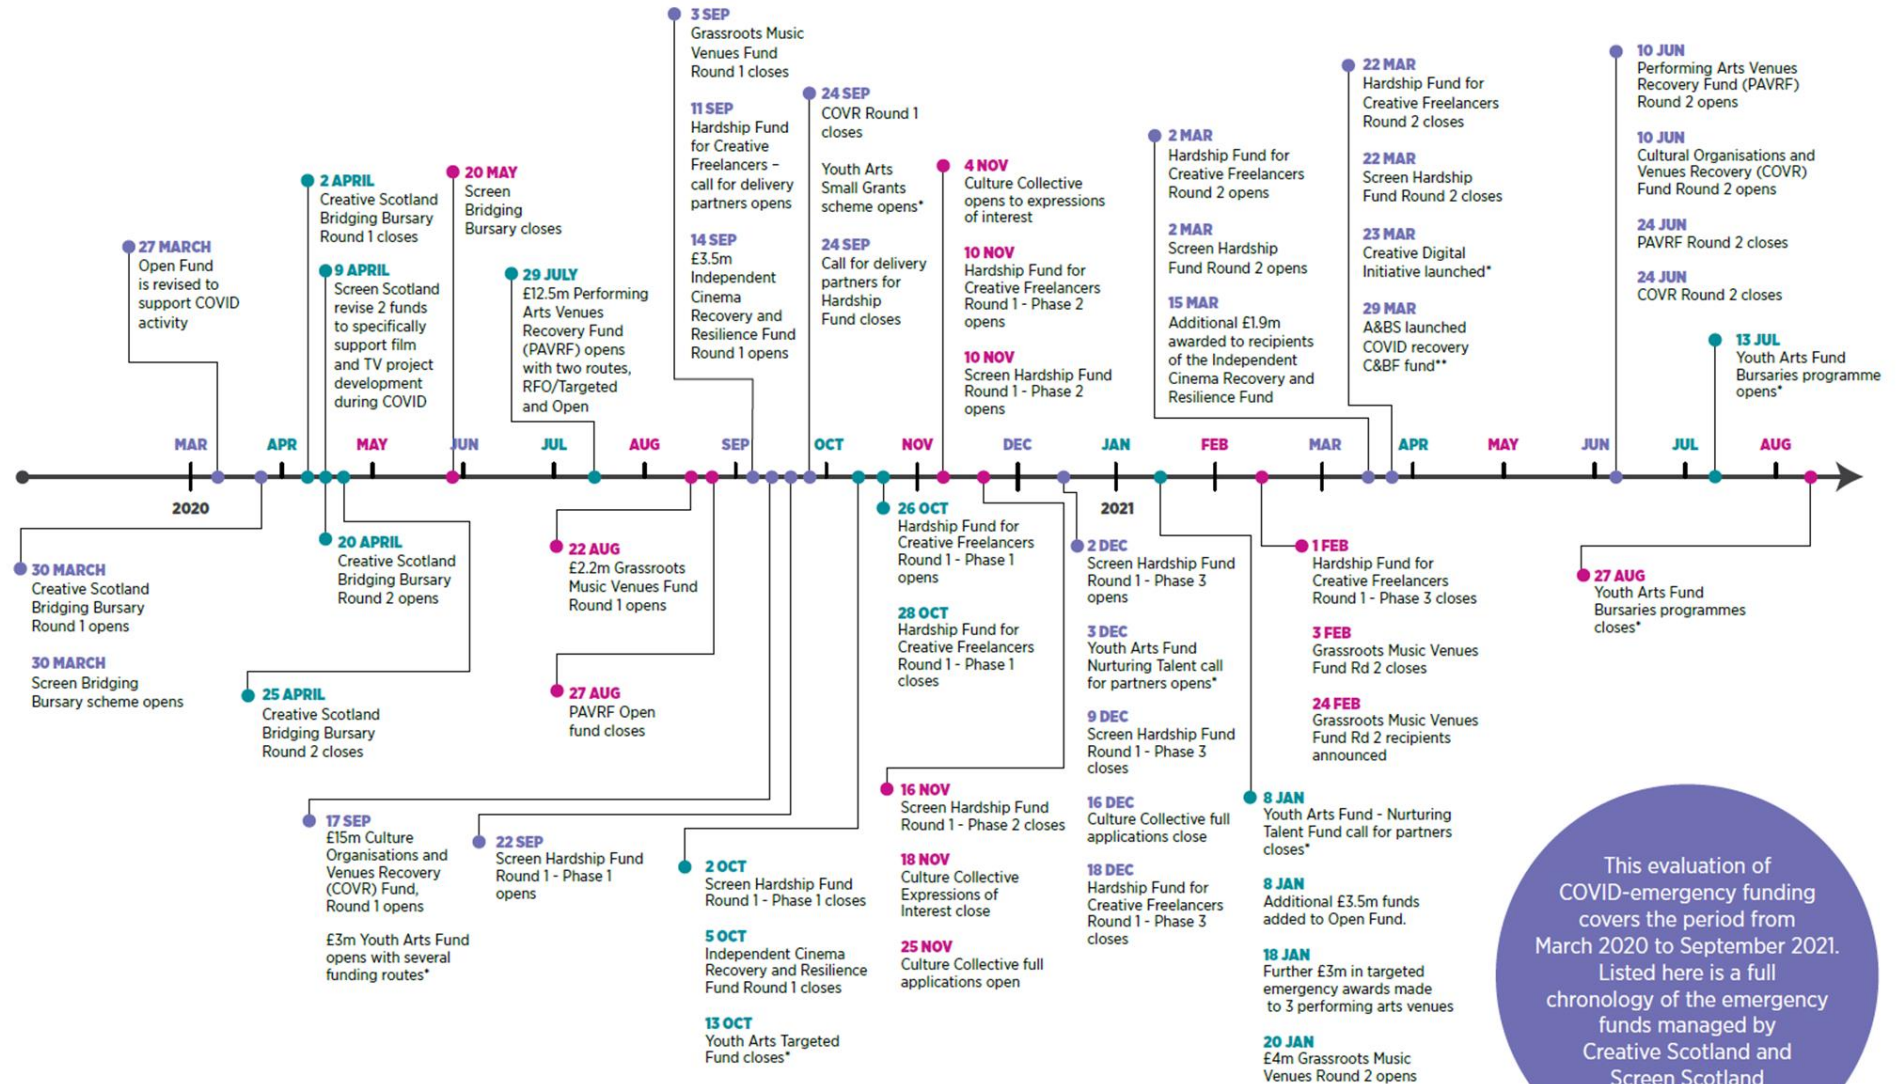 27 MARCH
Open Fund
is revised to
support COVID
activity
2 APRIL
Creative Scotland
Bridging Bursary
Round 1 closes
9 APRIL
Screen Scotland
revise 2 funds
to specifically
support film
and TV project
development
during COVID
20 MAY
Screen
Bridging
Bursary closes
29 JULY
£12.5m Performing
Arts Venues
Recovery Fund
(PAVRF) opens
with two routes,
RFO/Targeted
and Open
3 SEP
Grassroots Music
Venues Fund
Round 1 closes
11 SEP
Hardship Fund
for Creative
Freelancers –
call for delivery
partners opens
14 SEP
£3.5m
Independent
Cinema
Recovery and
Resilience Fund
Round 1 opens
24 SEP
COVR Round 1
closes
Youth Arts
Small Grants
scheme opens*
24 SEP
Call for delivery
partners for
Hardship
Fund closes
4 NOV
Culture Collective
opens to expressions
of interest
10 NOV
Hardship Fund for
Creative Freelancers
Round 1 - Phase 2
opens
10 NOV
Screen Hardship Fund
Round 1 - Phase 2
opens
2 MAR
Hardship Fund for
Creative Freelancers
Round 2 opens
2 MAR
Screen Hardship
Fund Round 2 opens
15 MAR
Additional £1.9m
awarded to recipients
of the Independent
Cinema Recovery and
Resilience Fund
22 MAR
Hardship Fund for
Creative Freelancers
Round 2 closes
22 MAR
Screen Hardship
Fund Round 2 closes
23 MAR
Creative Digital
Initiative launched*
29 MAR
A&BS launched
COVID recovery
C&BF fund**
10 JUN
Performing Arts Venues
Recovery Fund (PAVRF)
Round 2 opens
10 JUN
Cultural Organisations and
Venues Recovery (COVR)
Fund Round 2 opens
24 JUN
PAVRF Round 2 closes
24 JUN
COVR Round 2 closes
13 JUL
Youth Arts Fund
Bursaries programme
opens*
MAR APR MAY JUN JUL AUG SEP OCT NOV DEC JAN FEB MAR APR MAY JUN JUL AUG
2020 2021
30 MARCH
Creative Scotland
Bridging Bursary
Round 1 opens
30 MARCH
Screen Bridging
Bursary scheme opens
20 APRIL
Creative Scotland
Bridging Bursary
Round 2 opens
25 APRIL
Creative Scotland
Bridging Bursary
Round 2 closes
22 AUG
£2.2m Grassroots
Music Venues Fund
Round 1 opens
27 AUG
PAVRF Open
fund closes
17 SEP
£15m Culture
Organisations and
Venues Recovery
(COVR) Fund,
Round 1 opens
£3m Youth Arts Fund
opens with several
funding routes*
22 SEP
Screen Hardship Fund
Round 1 - Phase 1
opens
2 OCT
Screen Hardship Fund
Round 1 - Phase 1 closes
5 OCT
Independent Cinema
Recovery and Resilience
Fund Round 1 closes
13 OCT
Youth Arts Targeted
Fund closes*
26 OCT
Hardship Fund for
Creative Freelancers
Round 1 - Phase 1
opens
28 OCT
Hardship Fund for
Creative Freelancers
Round 1 - Phase 1
closes
16 NOV
Screen Hardship Fund
Round 1 - Phase 2 closes
18 NOV
Culture Collective
Expressions of
Interest close
25 NOV
Culture Collective full
applications open
2 DEC
Screen Hardship Fund
Round 1 - Phase 3
opens
3 DEC
Youth Arts Fund
Nurturing Talent call
for partners opens*
9 DEC
Screen Hardship Fund
Round 1 - Phase 3
closes
16 DEC
Culture Collective full
applications close
18 DEC
Hardship Fund for
Creative Freelancers
Round 1 - Phase 3
closes
8 JAN
Youth Arts Fund - Nurturing
Talent Fund call for partners
closes*
8 JAN
Additional £3.5m funds
added to Open Fund.
18 JAN
Further £3m in targeted
emergency awards made
to 3 performing arts venues
20 JAN
£4m Grassroots Music
Venues Round 2 opens
1 FEB
Hardship Fund for
Creative Freelancers
Round 1 - Phase 3 closes
3 FEB
Grassroots Music Venues
Fund Rd 2 closes
24 FEB
Grassroots Music Venues
Fund Rd 2 recipients
announced
27 AUG
Youth Arts Fund
Bursaries programmes
closes*
This evaluation of
COVID-emergency funding
covers the period from
March 2020 to September 2021.
Listed here is a full
chronology of the emergency
funds managed by
Creative Scotland and
Screen Scotland